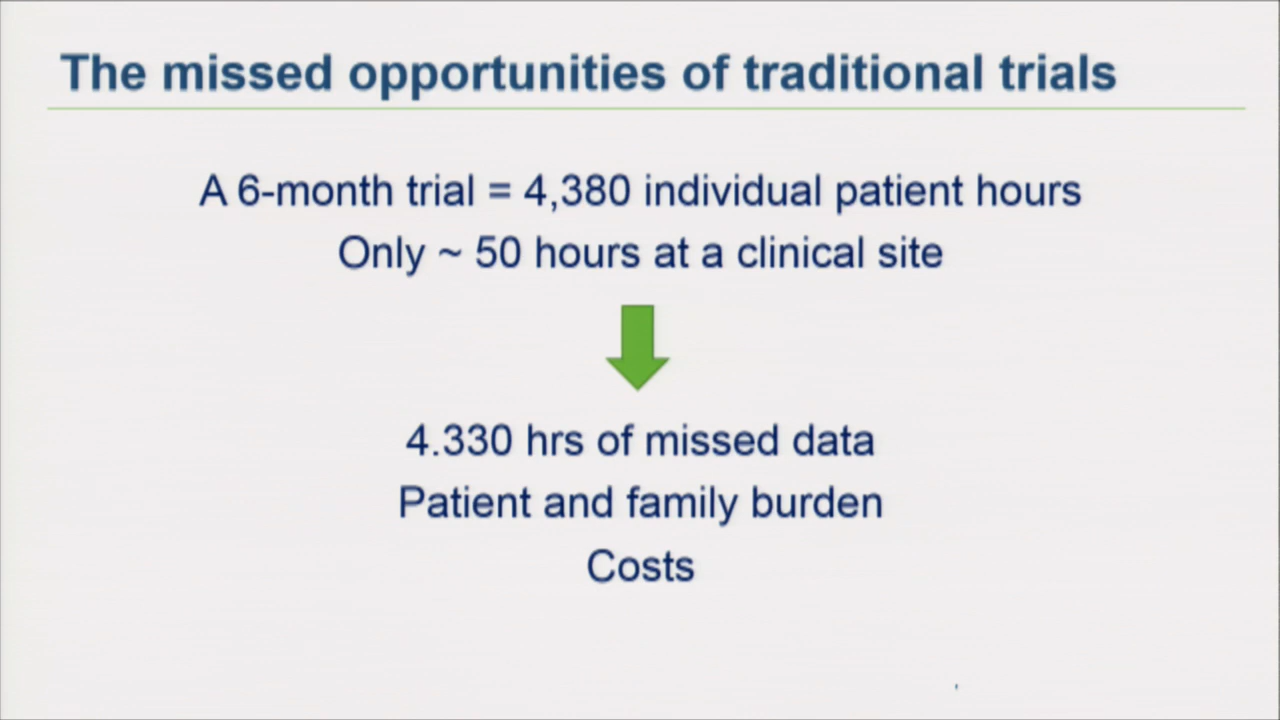 The missed opportunities of traditional trials
A 6-month trial = 4,380 individual patient hours
Only ~ 50 hours at a clinical site
4.330 hrs of missed data
Patient and family burden
Costs